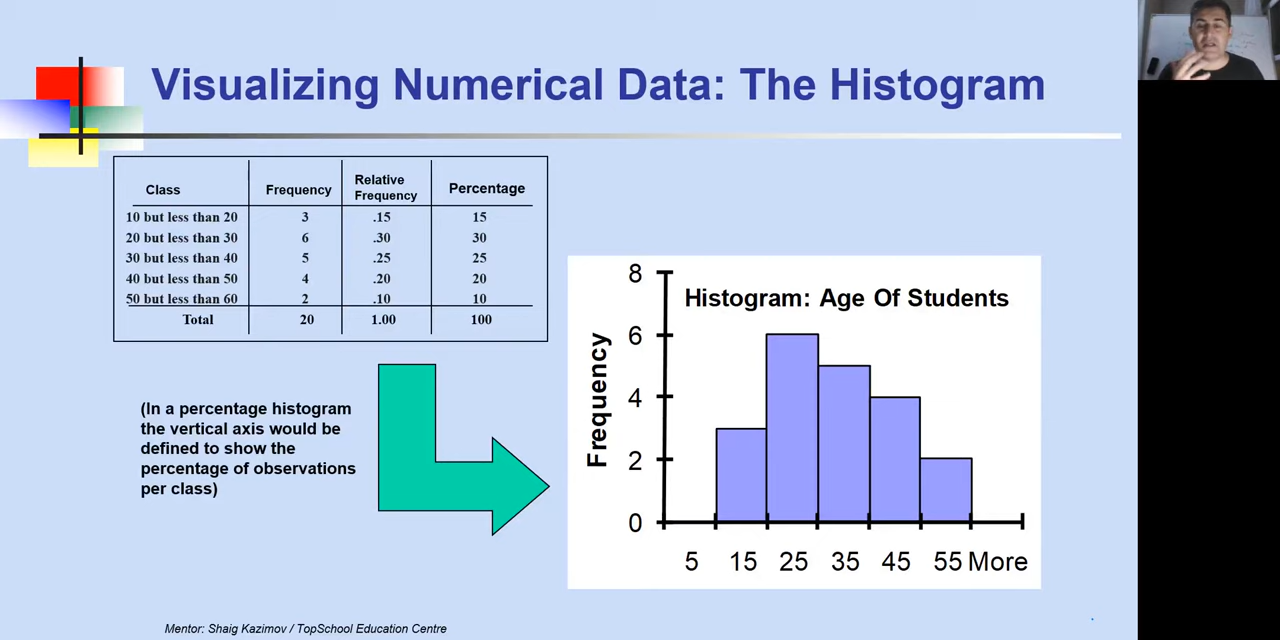 Visualizing Numerical Data: The Histogram
Class Frequency Relative Frequency Percentage
10 but less than 20 3 .15 15
20 but less than 30 6 .30 30
30 but less than 40 5 .25 25
40 but less than 50 4 .20 20
50 but less than 60 2 .10 10
Total 20 1.00 100
(In a percentage histogram
the vertical axis would be
defined to show the
percentage of observations
per class)
Histogram: Age Of Students
Frequency
8
6
4
2
0
5 15 25 35 45 55 More
Mentor: Shaig Kazimov / TopSchool Education Centre